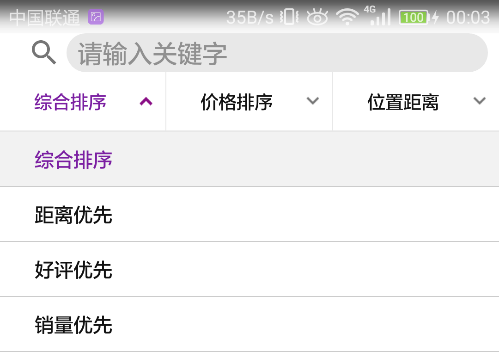 中国联通 35B/s 4G 100 00:03
请输入关键字
综合排序 价格排序 位置距离
综合排序
距离优先
好评优先
销量优先